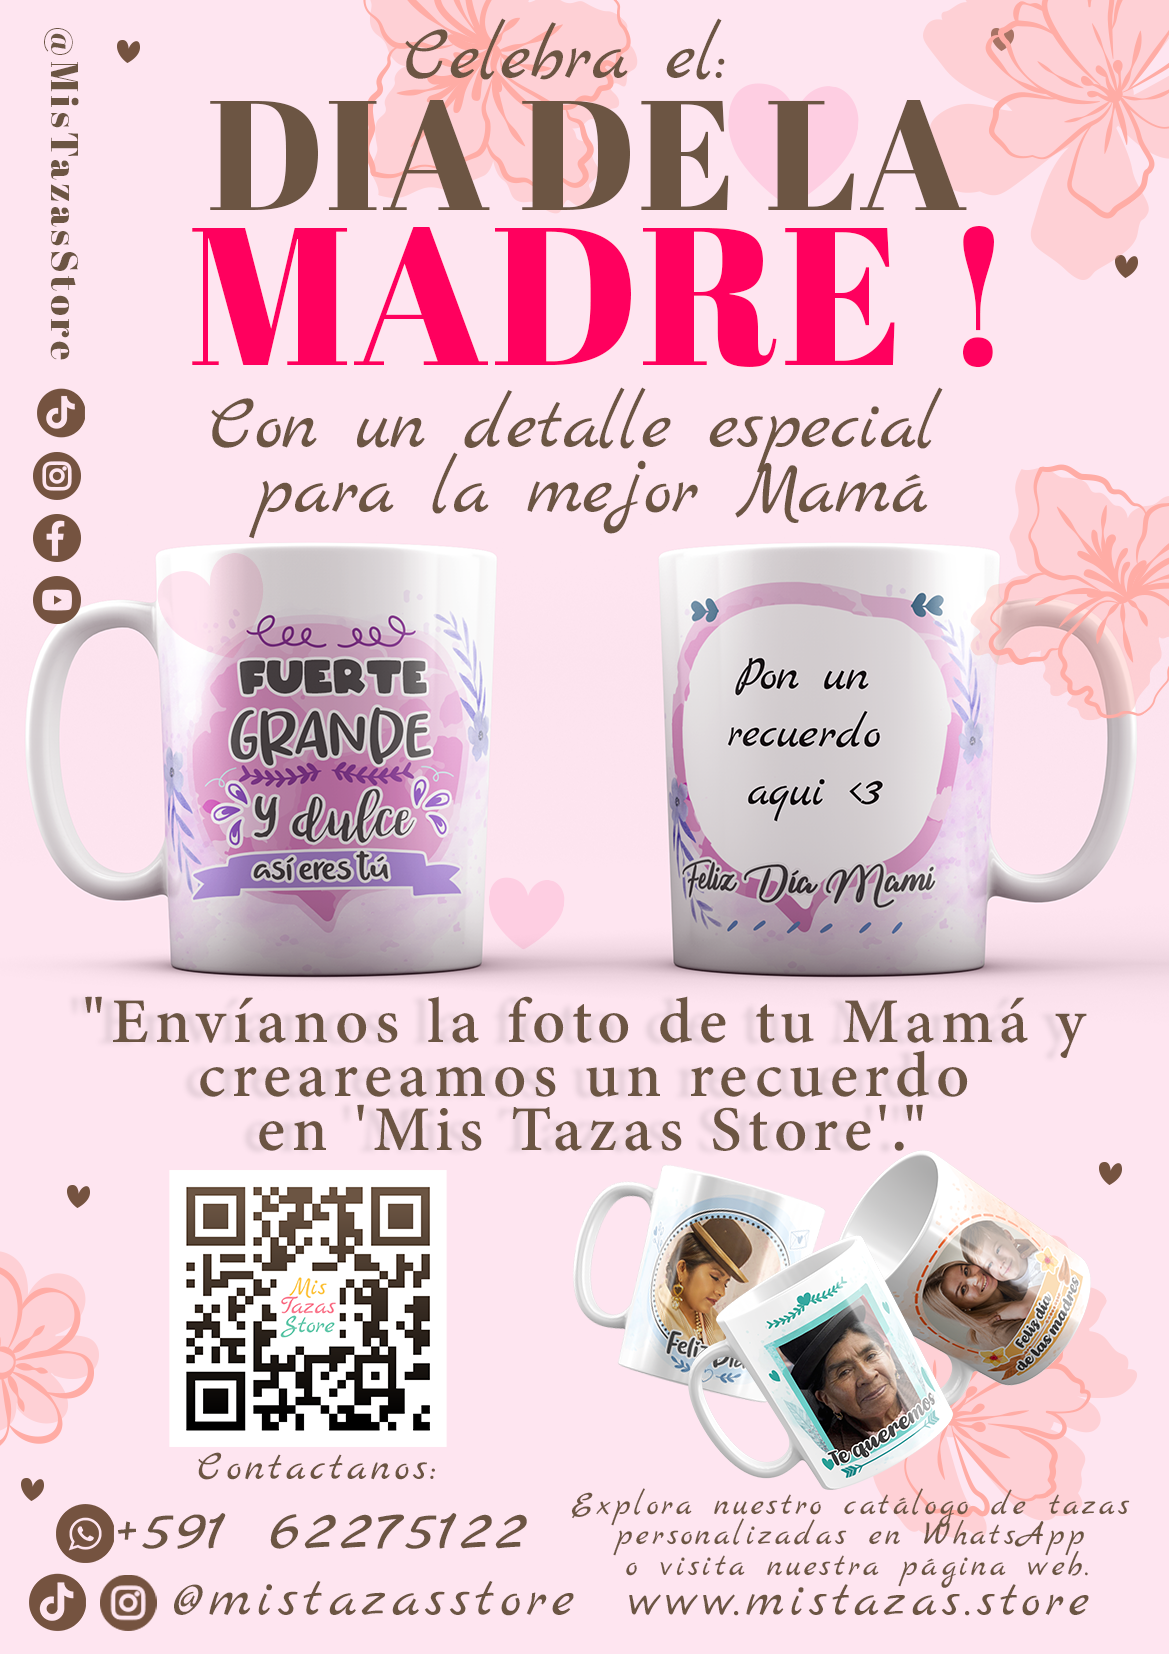 @MisTazasStore
Celebra el:
DIA DE LA
MADRE !
Con un detalle especial
para la mejor Mamá
FUERTE
GRANDE
y dulce
así eres tú
Pon un
recuerdo
aqui <3
Feliz Día Mami
"Envíanos la foto de tu Mamá y
creareamos un recuerdo
en 'Mis Tazas Store'."
Mis
Tazas
Store
Feliz Día
Te queremos
Feliz día
de las madres
Contactanos:
+591 62275122
@mistazasstore
Explora nuestro catálogo de tazas
personalizadas en WhatsApp
o visita nuestra página web.
www.mistazas.store